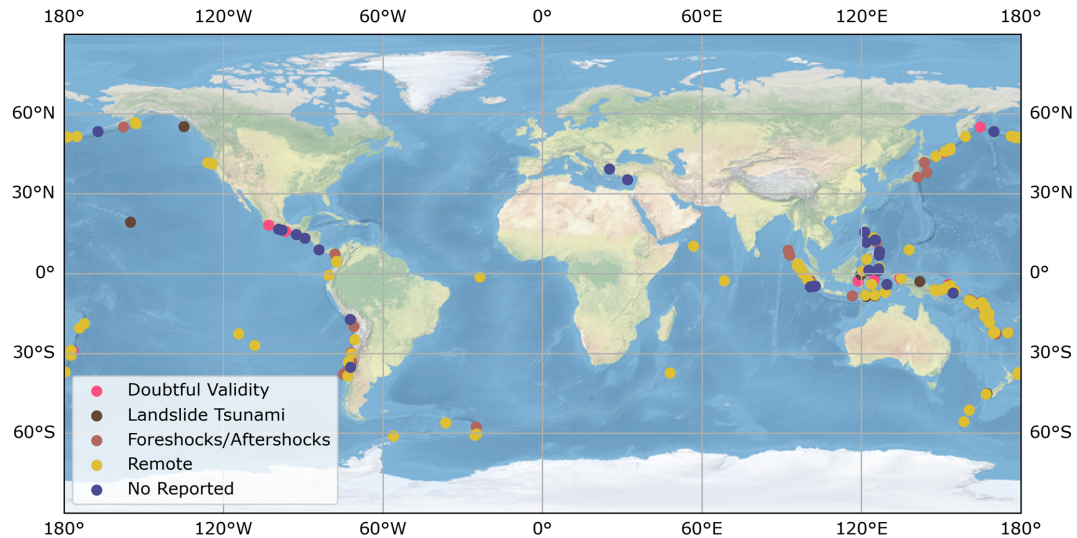 180° 120°W 60°W 0° 60°E 120°E 180°
60°N 60°N
30°N 30°N
0° 0°
30°S 30°S
Doubtful Validity
Landslide Tsunami
60°S Foreshocks/Aftershocks 60°S
Remote
No Reported
180° 120°W 60°W 0° 60°E 120°E 180°